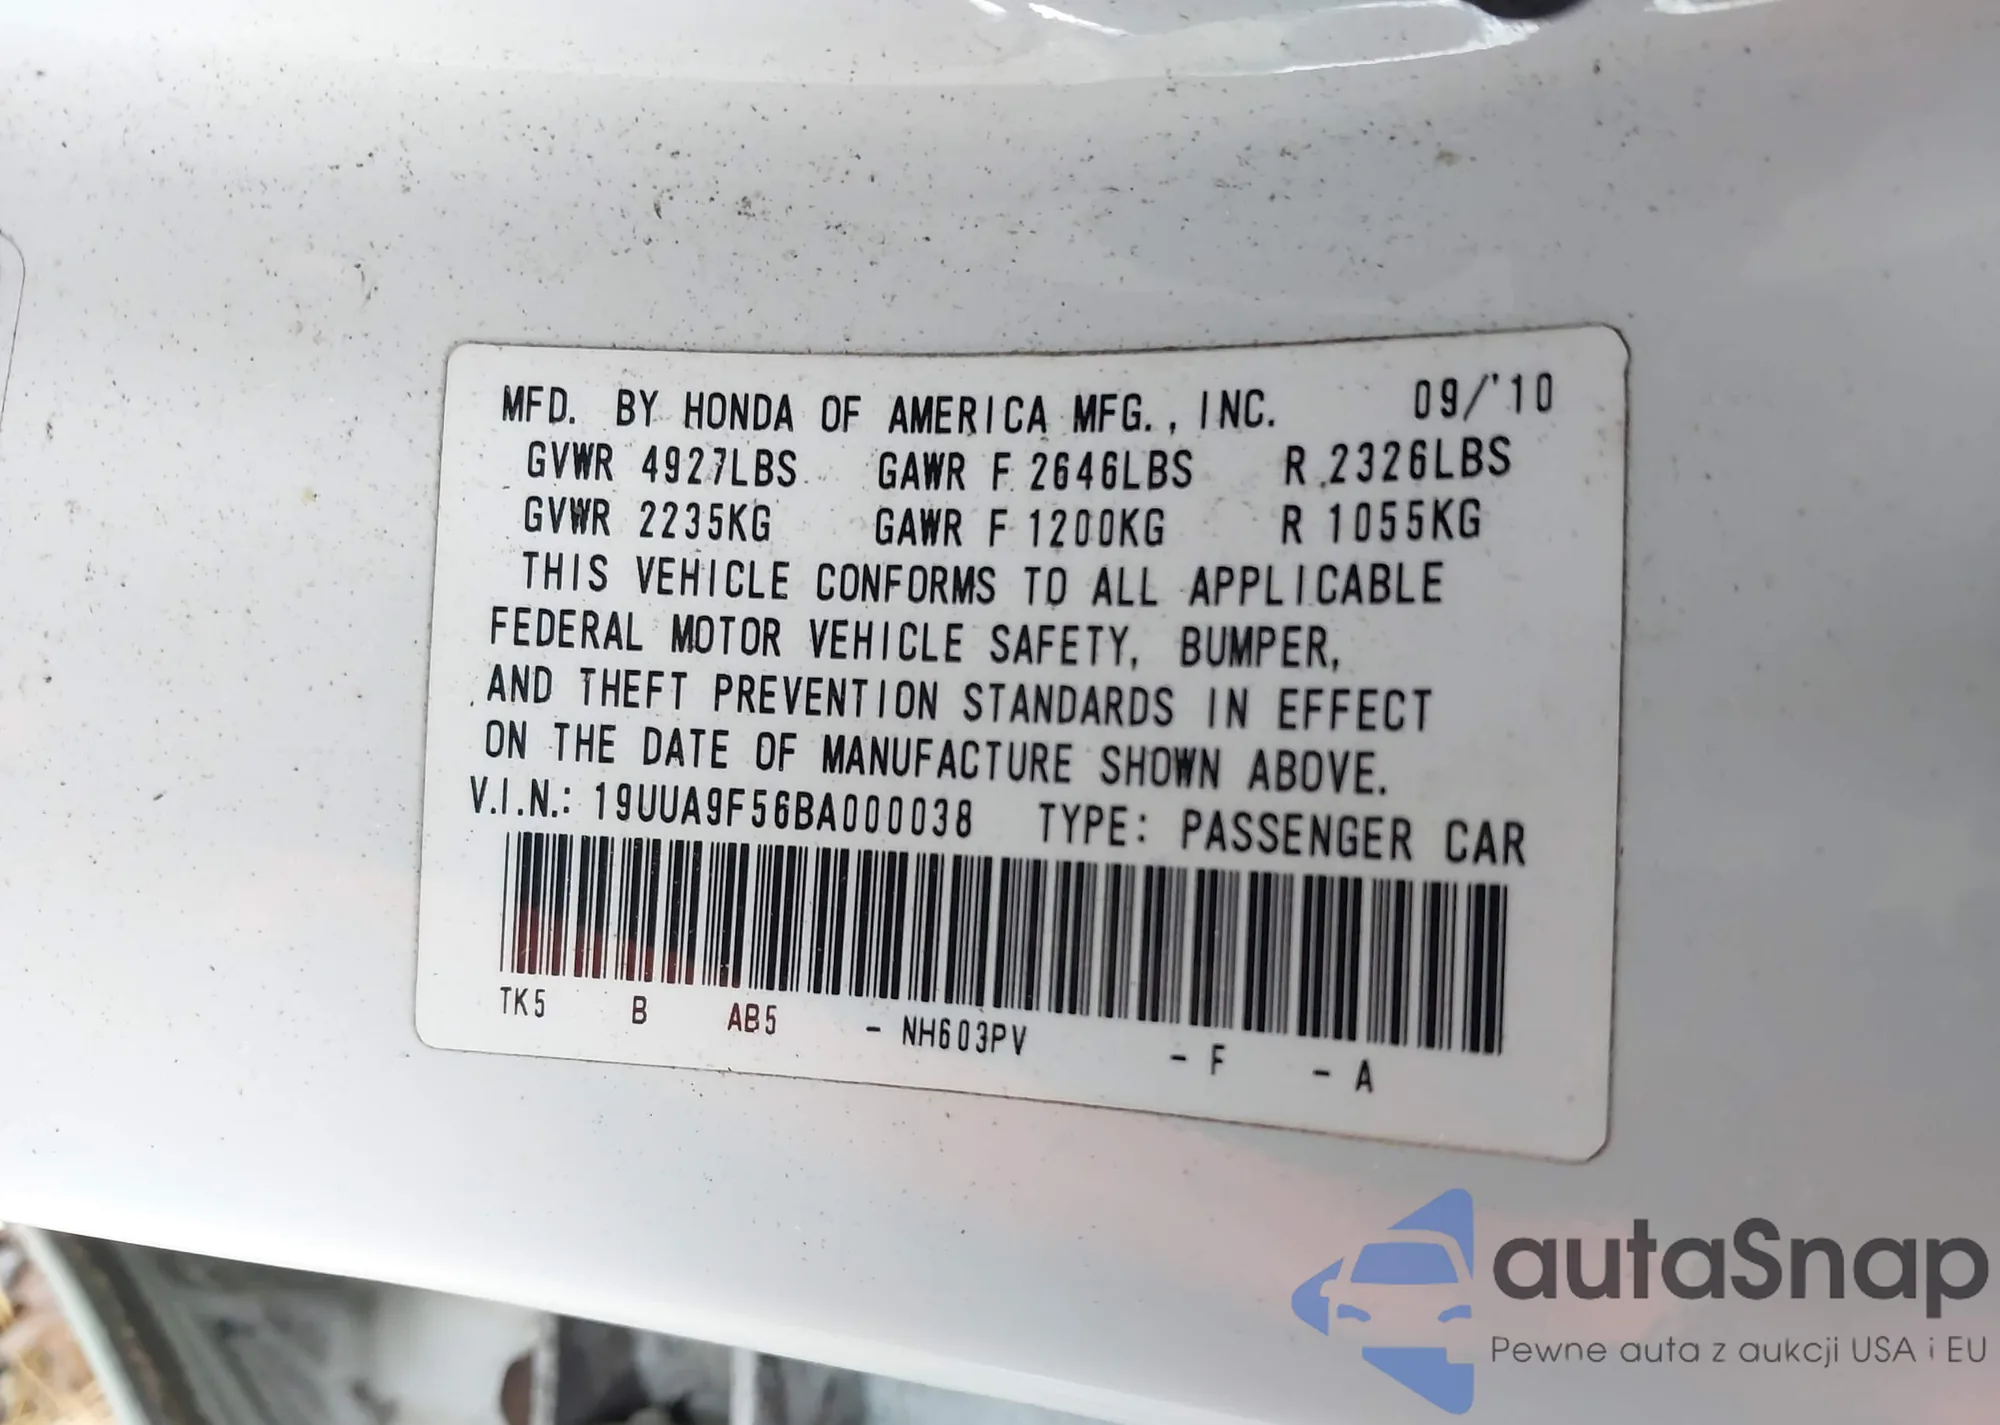 MFD. BY HONDA OF AMERICA MFG., INC. 09/'10
GVWR 4927LBS GAWR F 2646LBS R 2326LBS
GVWR 2235KG GAWR F 1200KG R 1055KG
THIS VEHICLE CONFORMS TO ALL APPLICABLE
FEDERAL MOTOR VEHICLE SAFETY, BUMPER,
AND THEFT PREVENTION STANDARDS IN EFFECT
ON THE DATE OF MANUFACTURE SHOWN ABOVE.
V.I.N.: 19UUA9F56BA000038 TYPE: PASSENGER CAR
TK5 B AB5 - NH603PV - F - A
autaSnap
Pewne auta z aukcji USA i EU